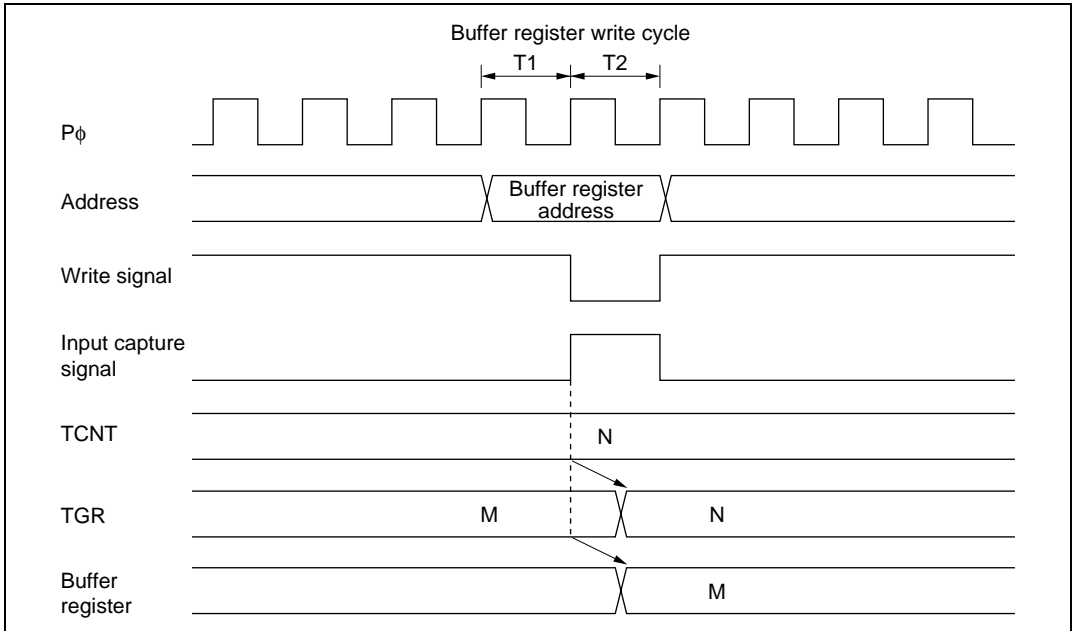 Buffer register write cycle
T1 T2
Pϕ
Address
Buffer register
address
Write signal
Input capture
signal
TCNT
N
TGR
M
N
Buffer
register
M